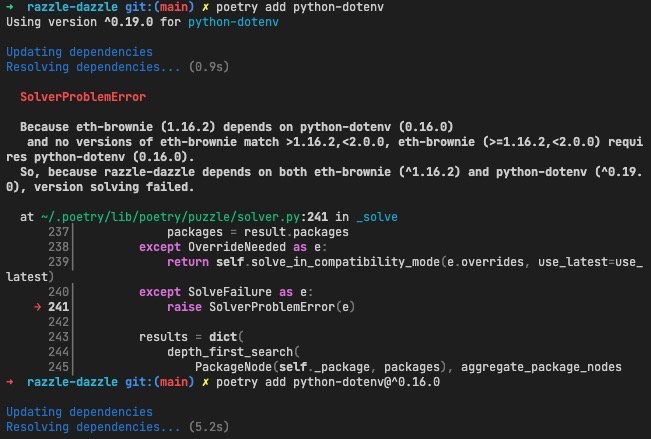 → razzle-dazzle git:(main) ✗ poetry add python-dotenv
Using version ^0.19.0 for python-dotenv
Updating dependencies
Resolving dependencies... (0.9s)
SolverProblemError
Because eth-brownie (1.16.2) depends on python-dotenv (0.16.0)
and no versions of eth-brownie match >1.16.2,<2.0.0, eth-brownie (>=1.16.2,<2.0.0) requi
res python-dotenv (0.16.0).
So, because razzle-dazzle depends on both eth-brownie (^1.16.2) and python-dotenv (^0.19.
0), version solving failed.
at ~/.poetry/lib/poetry/puzzle/solver.py:241 in _solve
237│ packages = result.packages
238│ except OverrideNeeded as e:
239│ return self.solve_in_compatibility_mode(e.overrides, use_latest=use_
latest)
240│ except SolveFailure as e:
→ 241│ raise SolverProblemError(e)
242│
243│ results = dict(
244│ depth_first_search(
245│ PackageNode(self._package, packages), aggregate_package_nodes
→ razzle-dazzle git:(main) ✗ poetry add python-dotenv@^0.16.0
Updating dependencies
Resolving dependencies... (5.2s)